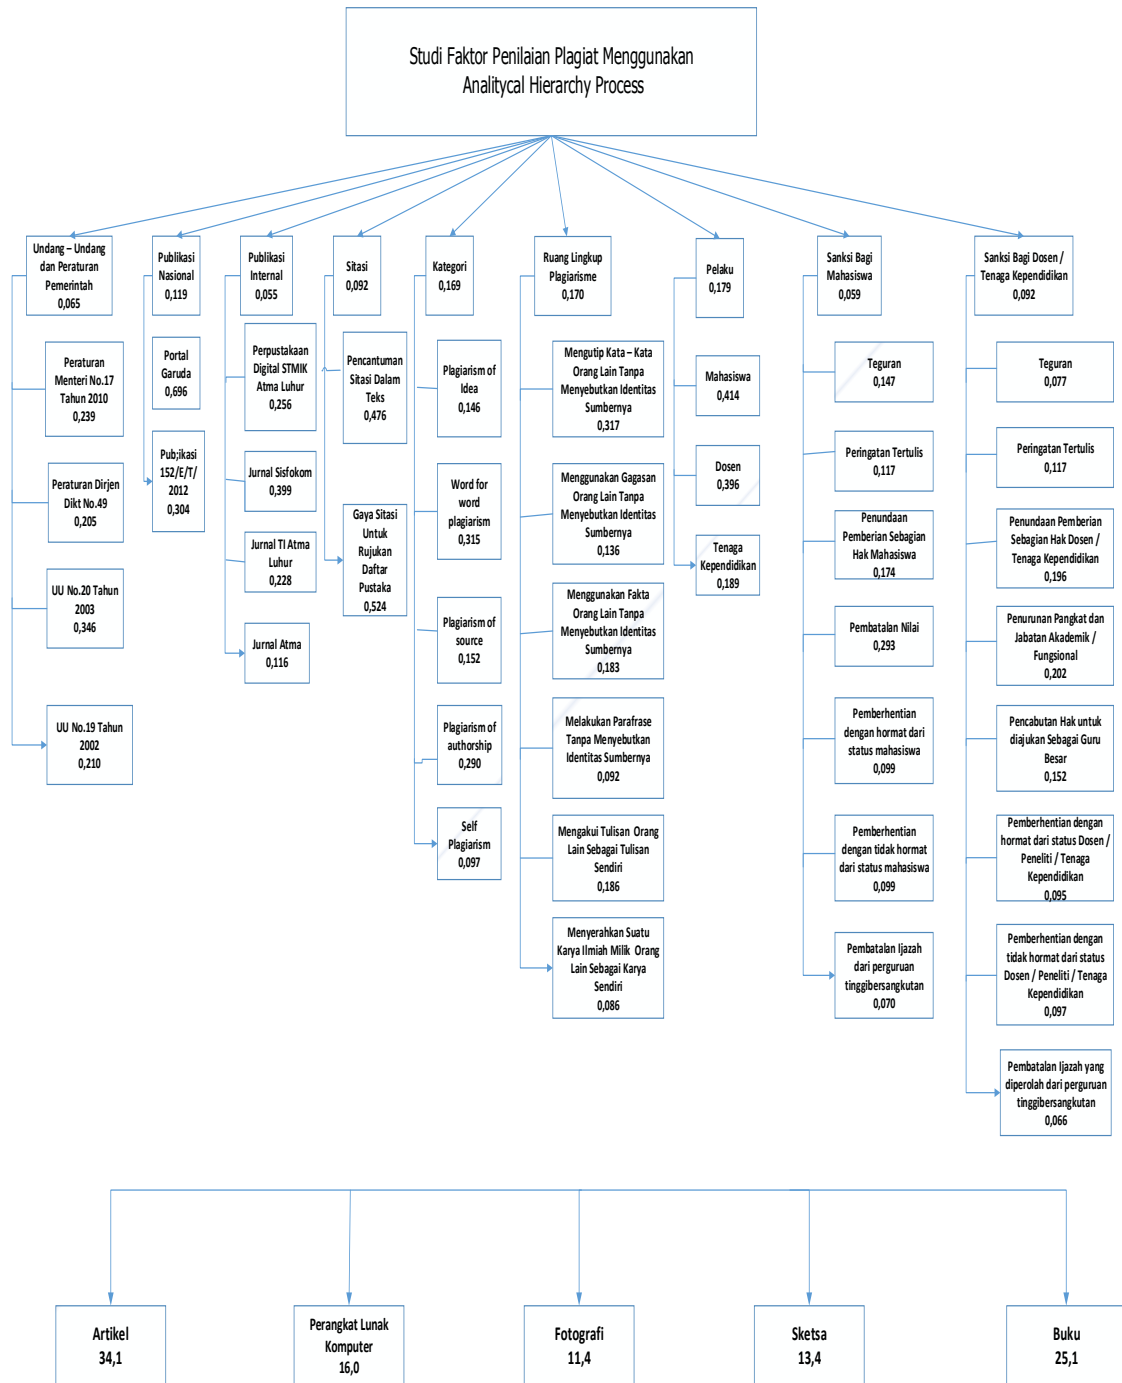 Studi Faktor Penilaian Plagiat Menggunakan
Analitycal Hierarchy Process
Undang – Undang
dan Peraturan
Pemerintah
0,065
Peraturan
Menteri No.17
Tahun 2010
0,239
Peraturan Dirjen
Dikt No.49
0,205
UU No.20 Tahun
2003
0,346
UU No.19 Tahun
2002
0,210
Publikasi
Nasional
0,119
Portal
Garuda
0,696
Pub;ikasi
152/E/T/
2012
0,304
Publikasi
Internal
0,055
Perpustakaan
Digital STMIK
Atma Luhur
0,256
Jurnal Sisfokom
0,399
Jurnal TI Atma
Luhur
0,228
Jurnal Atma
0,116
Sitasi
0,092
Pencantuman
Sitasi Dalam
Teks
0,476
Gaya Sitasi
Untuk
Rujukan
Daftar
Pustaka
0,524
Kategori
0,169
Plagiarism of
Idea
0,146
Word for
word
plagiarism
0,315
Plagiarism of
source
0,152
Plagiarism of
authorship
0,290
Self
Plagiarism
0,097
Ruang Lingkup
Plagiarisme
0,170
Mengutip Kata – Kata
Orang Lain Tanpa
Menyebutkan Identitas
Sumbernya
0,317
Menggunakan Gagasan
Orang Lain Tanpa
Menyebutkan Identitas
Sumbernya
0,136
Menggunakan Fakta
Orang Lain Tanpa
Menyebutkan Identitas
Sumbernya
0,183
Melakukan Parafrase
Tanpa Menyebutkan
Identitas Sumbernya
0,092
Mengakui Tulisan Orang
Lain Sebagai Tulisan
Sendiri
0,186
Menyerahkan Suatu
Karya Ilmiah Milik Orang
Lain Sebagai Karya
Sendiri
0,086
Pelaku
0,179
Mahasiswa
0,414
Dosen
0,396
Tenaga
Kependidikan
0,189
Sanksi Bagi
Mahasiswa
0,059
Teguran
0,147
Peringatan Tertulis
0,117
Penundaan
Pemberian Sebagian
Hak Mahasiswa
0,174
Pembatalan Nilai
0,293
Pemberhentian
dengan hormat dari
status mahasiswa
0,099
Pemberhentian
dengan tidak hormat
dari status mahasiswa
0,099
Pembatalan Ijazah
dari perguruan
tinggibersangkutan
0,070
Sanksi Bagi Dosen /
Tenaga Kependidikan
0,092
Teguran
0,077
Peringatan Tertulis
0,117
Penundaan Pemberian
Sebagian Hak Dosen /
Tenaga Kependidikan
0,196
Penurunan Pangkat dan
Jabatan Akademik /
Fungsional
0,202
Pencabutan Hak untuk
diajukan Sebagai Guru
Besar
0,152
Pemberhentian dengan
hormat dari status Dosen /
Peneliti / Tenaga
Kependidikan
0,095
Pemberhentian dengan
tidak hormat dari status
Dosen / Peneliti / Tenaga
Kependidikan
0,097
Pembatalan Ijazah yang
diperolah dari perguruan
tinggibersangkutan
0,066
Artikel
34,1
Perangkat Lunak
Komputer
16,0
Fotografi
11,4
Sketsa
13,4
Buku
25,1